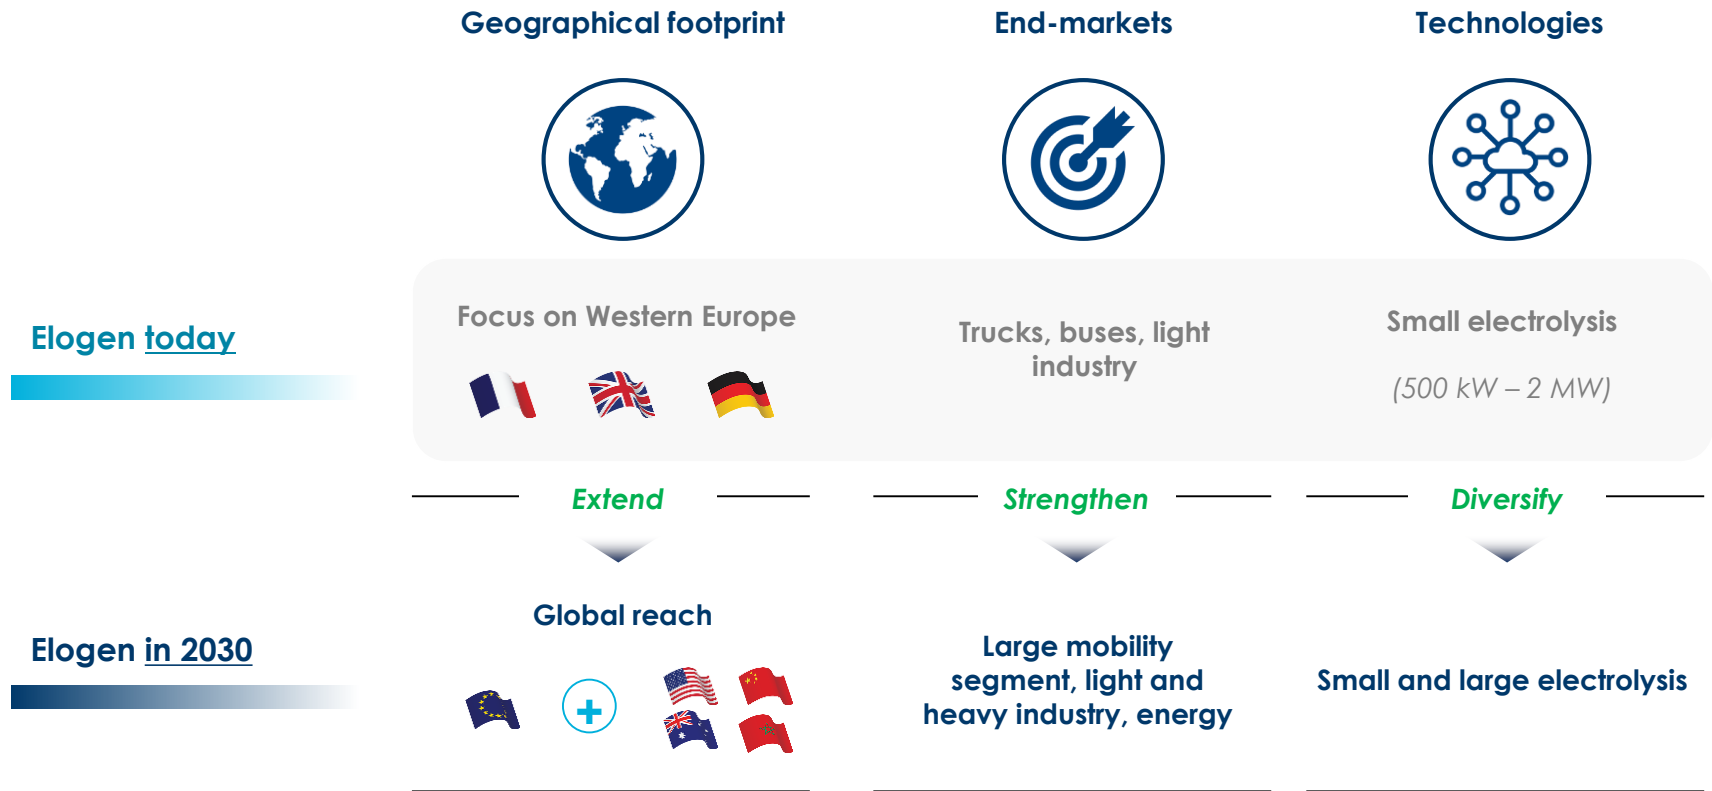 Geographical footprint
End-markets
Technologies
Elogen today
Focus on Western Europe
Trucks, buses, light
industry
Small electrolysis
(500 kW – 2 MW)
Extend
Strengthen
Diversify
Elogen in 2030
Global reach
+
Large mobility
segment, light and
heavy industry, energy
Small and large electrolysis